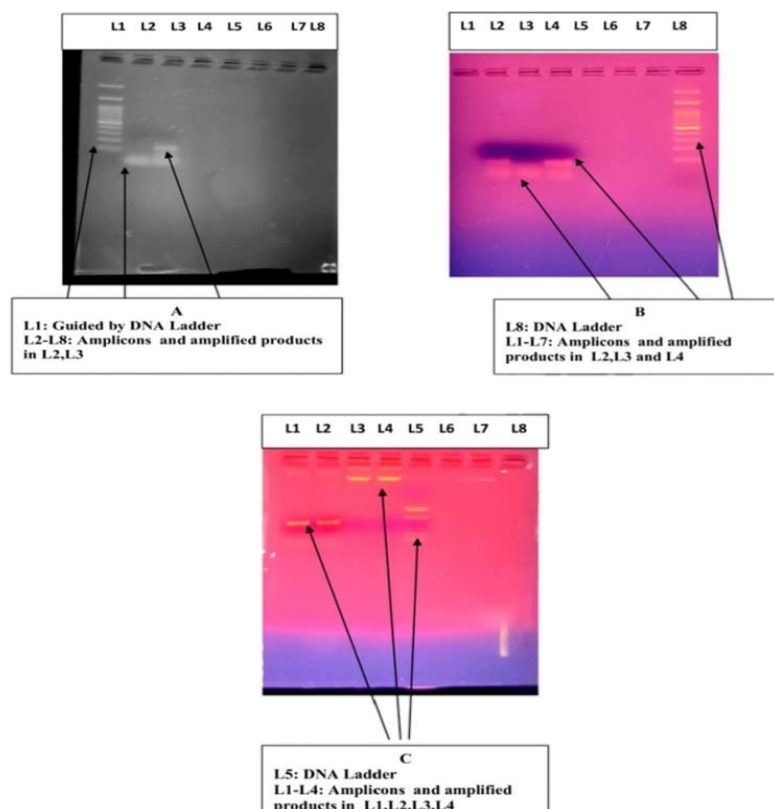 L1 L2 L3 L4 L5 L6 L7 L8
A
L1: Guided by DNA Ladder
L2-L8: Amplicons and amplified products
in L2,L3
L1 L2 L3 L4 L5 L6 L7 L8
B
L8: DNA Ladder
L1-L7: Amplicons and amplified
products in L2,L3 and L4
L1 L2 L3 L4 L5 L6 L7 L8
C
L5: DNA Ladder
L1-L4: Amplicons and amplified
products in L1,L2,L3,L4